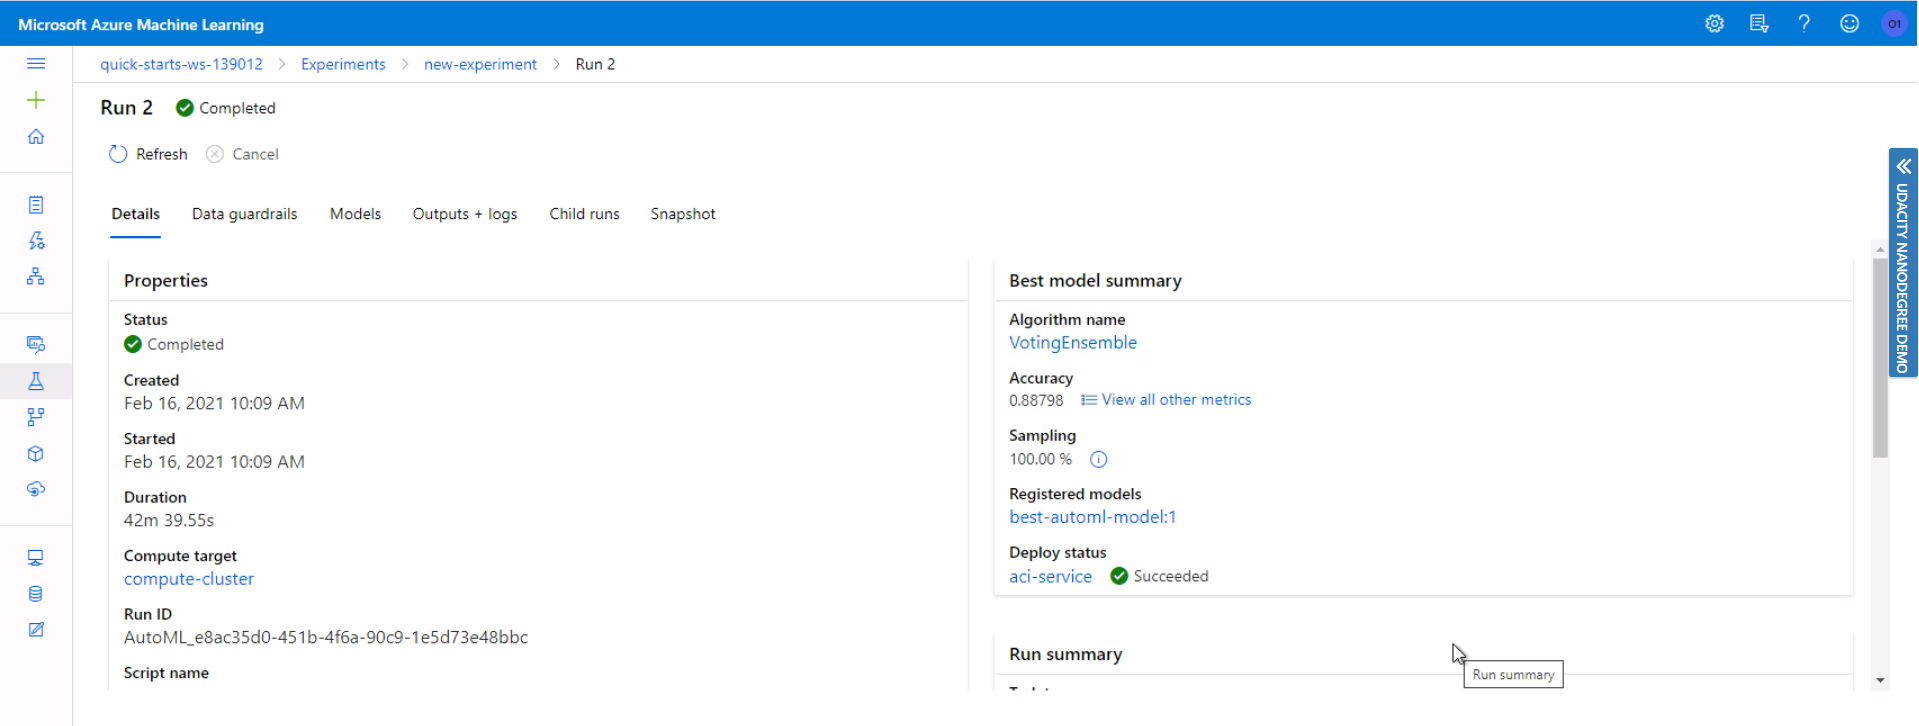 Microsoft Azure Machine Learning
O1
quick-starts-ws-139012 > Experiments > new-experiment > Run 2
Run 2 Completed
Refresh Cancel
Details Data guardrails Models Outputs + logs Child runs Snapshot
Properties
Status
Completed
Created
Feb 16, 2021 10:09 AM
Started
Feb 16, 2021 10:09 AM
Duration
42m 39.55s
Compute target
compute-cluster
Run ID
AutoML_e8ac35d0-451b-4f6a-90c9-1e5d73e48bbc
Script name
Best model summary
Algorithm name
VotingEnsemble
Accuracy
0.88798 View all other metrics
Sampling
100.00 %
Registered models
best-automl-model:1
Deploy status
aci-service Succeeded
Run summary
Run summary
UDACITY NANODEGREE DEMO